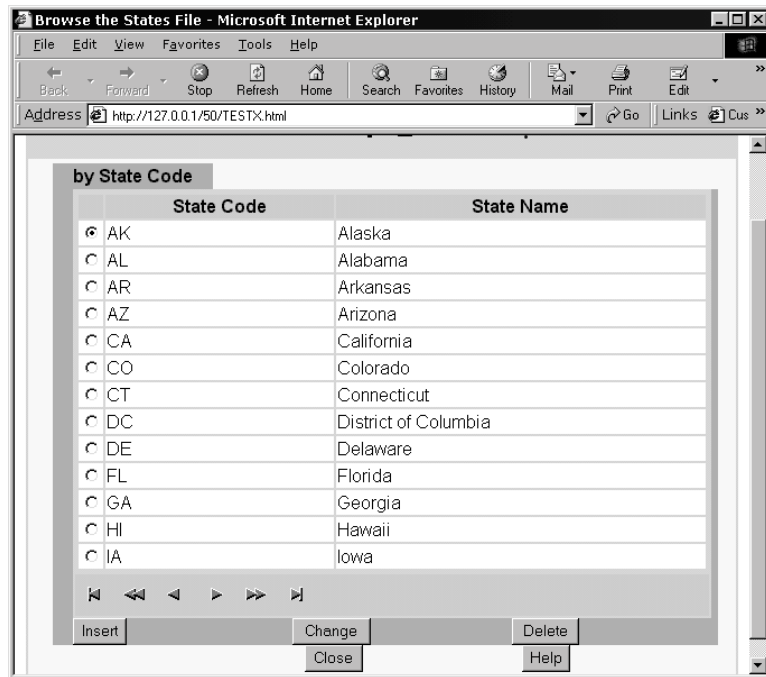 Browse the States File - Microsoft Internet Explorer
File Edit View Favorites Tools Help
Back Forward Stop Refresh Home Search Favorites History Mail Print Edit »
Address http://127.0.0.1/50/TESTX.html Go Links Cus »
by State Code
State Code State Name
AK Alaska
AL Alabama
AR Arkansas
AZ Arizona
CA California
CO Colorado
CT Connecticut
DC District of Columbia
DE Delaware
FL Florida
GA Georgia
HI Hawaii
IA Iowa
Insert Change Delete
Close Help